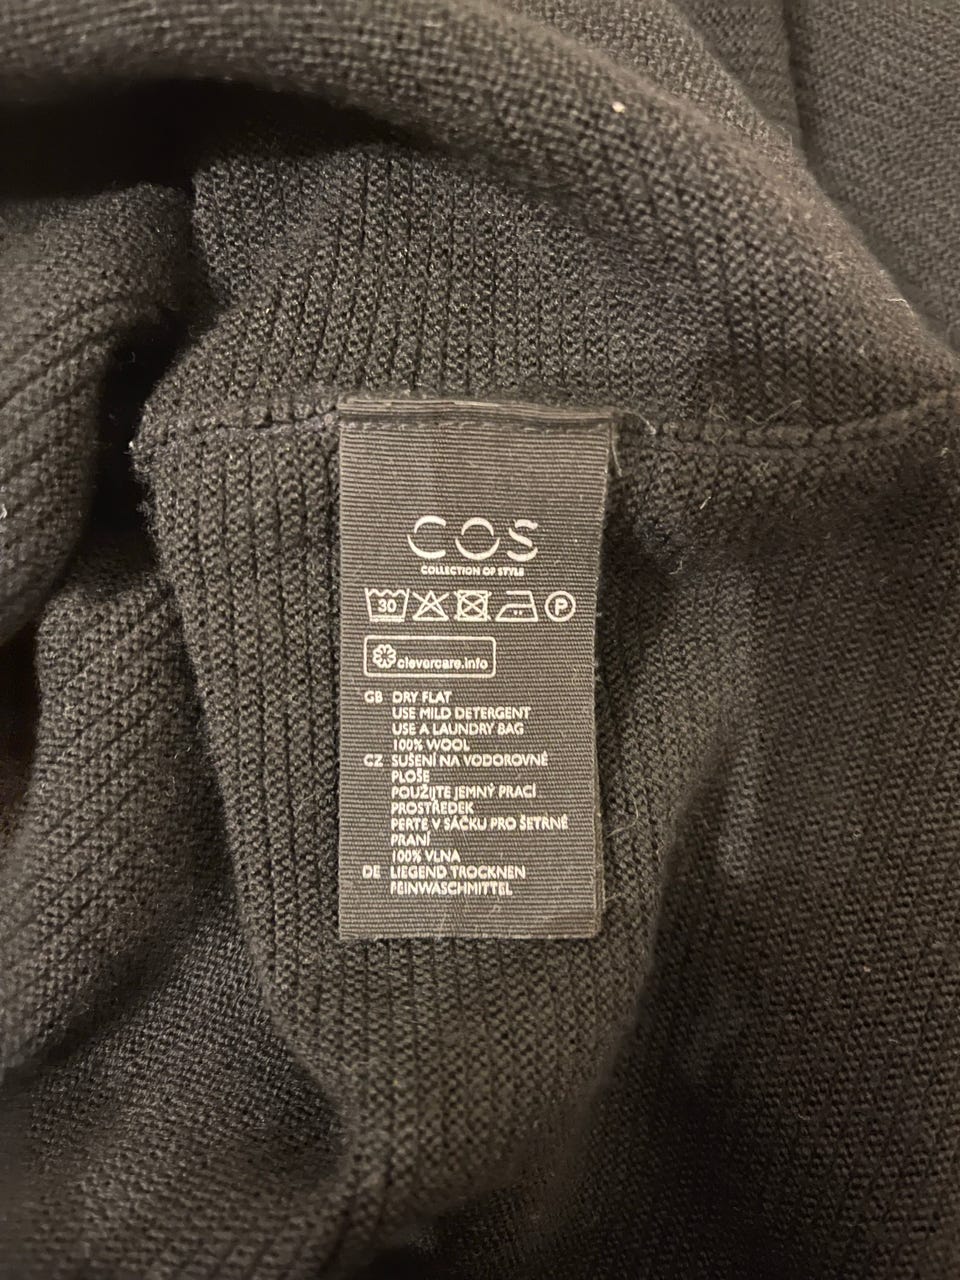 COS
COLLECTION OF STYLE
30 P
clevercare.info
GB DRY FLAT
USE MILD DETERGENT
USE A LAUNDRY BAG
100% WOOL
CZ SUŠENÍ NA VODOROVNÉ
PLOŠE
POUŽIJTE JEMNÝ PRACÍ
PROSTŘEDEK
PERTE V SÁČKU PRO ŠETRNÉ
PRANÍ
100% VLNA
DE LIEGEND TROCKNEN
FEINWASCHMITTEL